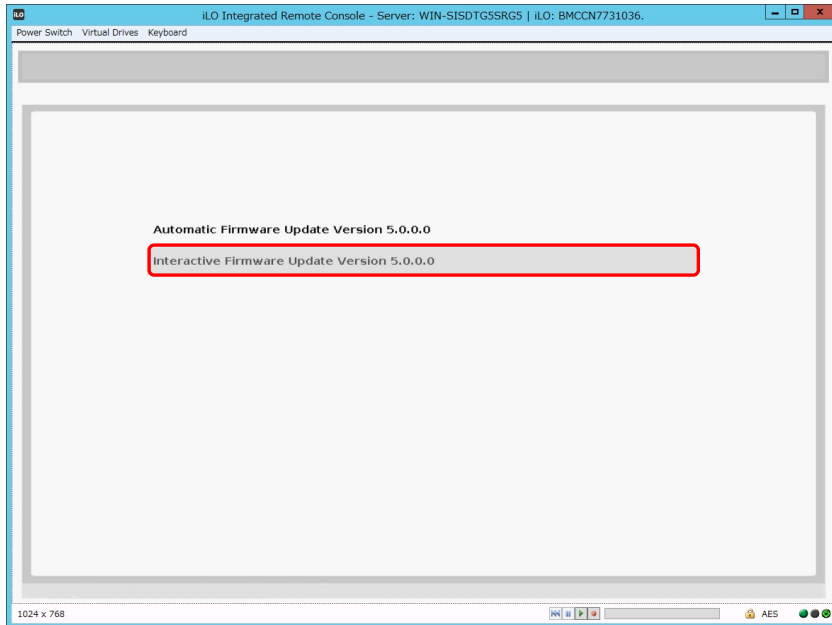 iLO
iLO Integrated Remote Console - Server: WIN-SISDTG5SRG5 | iLO: BMCCN7731036.
Power Switch Virtual Drives Keyboard
Automatic Firmware Update Version 5.0.0.0
Interactive Firmware Update Version 5.0.0.0
1024 x 768
AES